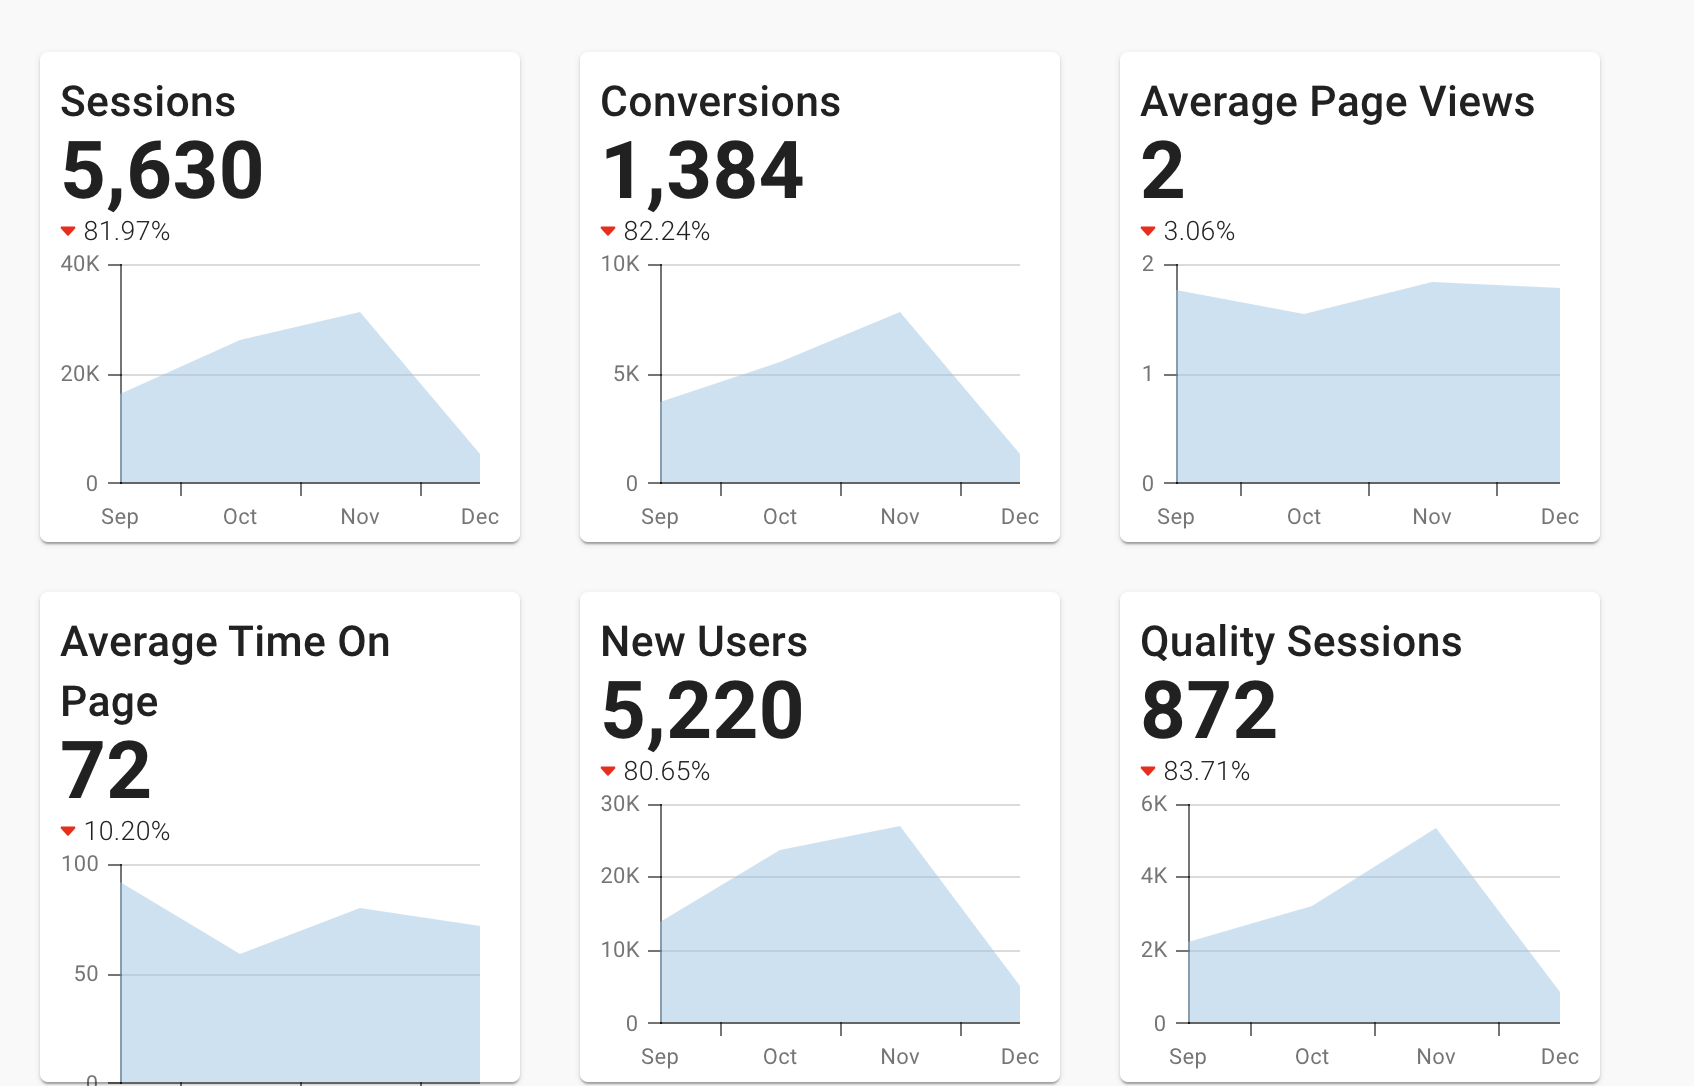 Sessions
5,630
81.97%
40K
20K
0
Sep Oct Nov Dec
Conversions
1,384
82.24%
10K
5K
0
Sep Oct Nov Dec
Average Page Views
2
3.06%
2
1
0
Sep Oct Nov Dec
Average Time On
Page
72
10.20%
100
50
0
New Users
5,220
80.65%
30K
20K
10K
0
Sep Oct Nov Dec
Quality Sessions
872
83.71%
6K
4K
2K
0
Sep Oct Nov Dec